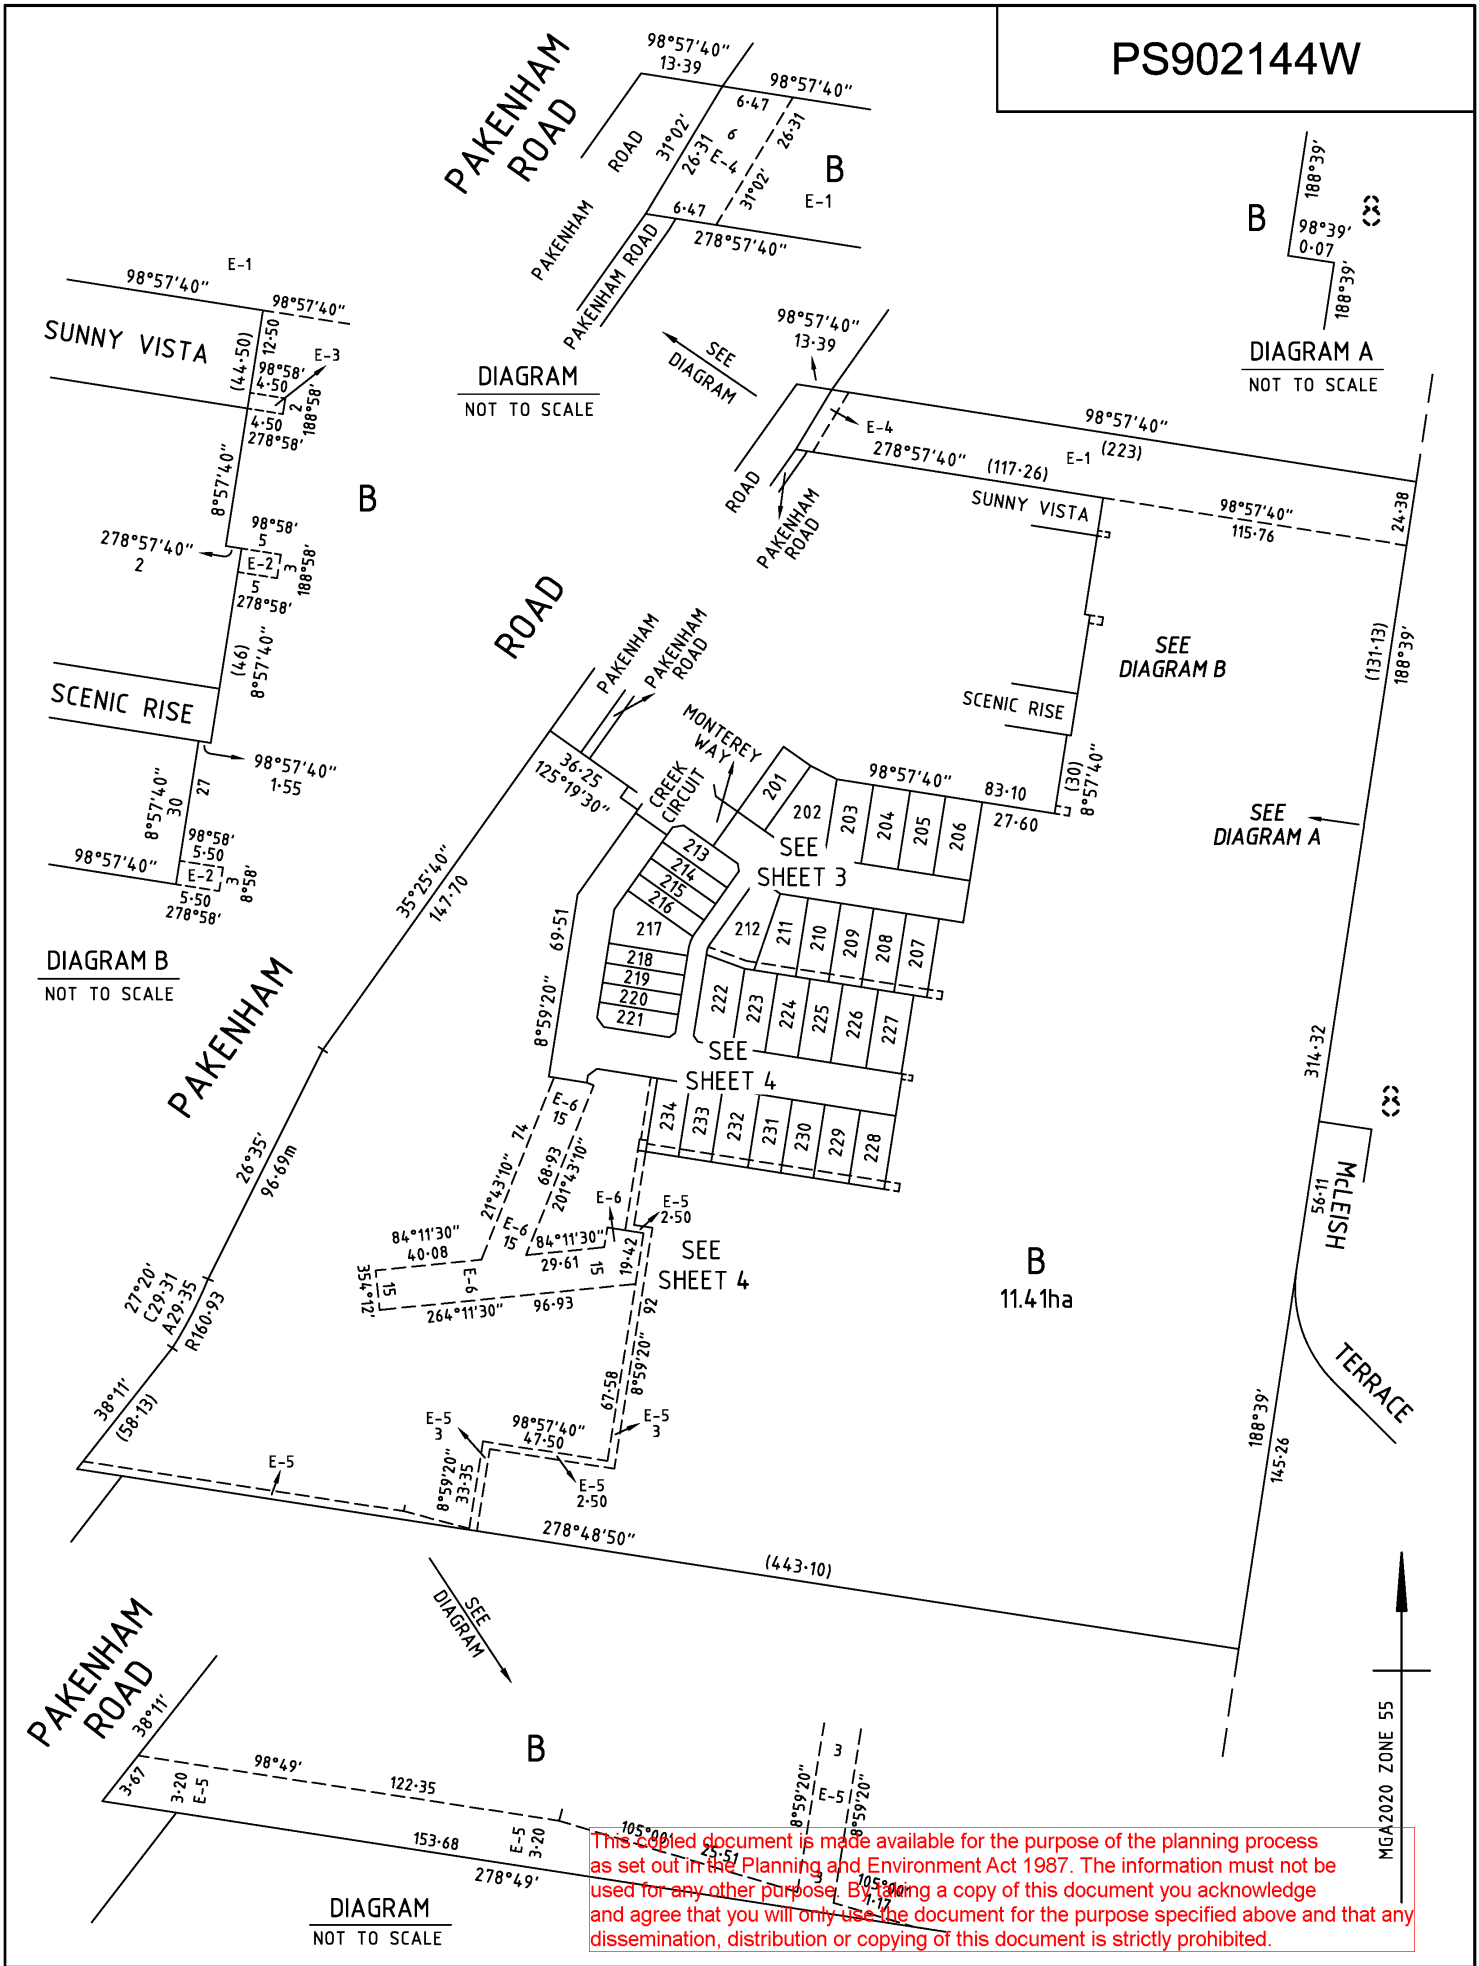 PS902144W
PAKENHAM
ROAD
98°57'40"
13·39
98°57'40"
6·47
6
E-4
31°02'
26·31
26·31
31°02'
B
E-1
ROAD
PAKENHAM
6·47
278°57'40"
PAKENHAM ROAD
DIAGRAM
NOT TO SCALE
188°39'
B
98°39'
0·07
188°39'
DIAGRAM A
NOT TO SCALE
E-1
98°57'40"
98°57'40"
SUNNY VISTA
(44·50)
12·50
E-3
98°58'
4·50
2
188°58'
4·50
278°58'
8°57'40"
B
98°58'
5
278°57'40"
2
E-2
3
188°58'
5
278°58'
(46)
8°57'40"
SCENIC RISE
98°57'40"
1·55
8°57'40"
30
27
98°58'
5·50
98°57'40"
E-2
3
8°58'
5·50
278°58'
DIAGRAM B
NOT TO SCALE
SEE
DIAGRAM
98°57'40"
13·39
E-4
98°57'40"
(223)
278°57'40"
(117·26)
E-1
ROAD
PAKENHAM
ROAD
SUNNY VISTA
98°57'40"
115·76
24·38
(131·13)
188°39'
SEE
DIAGRAM B
SCENIC RISE
(30)
8°57'40"
SEE
DIAGRAM A
ROAD
PAKENHAM
PAKENHAM
ROAD
MONTEREY
WAY
36·25
125°19'30"
CREEK
CIRCUIT
201
202
203
204
205
206
98°57'40"
83·10
27·60
SEE
SHEET 3
213
214
215
216
217
218
219
220
221
212
211
210
209
208
207
35°25'40"
147·70
69·51
8°59'20"
222
223
224
225
226
227
SEE
SHEET 4
234
233
232
231
230
229
228
PAKENHAM
26°35'
96·69m
314·32
E-6
15
21°43'10"
74
68·93
201°43'10"
E-6
15
E-6
E-5
2·50
84°11'30"
40·08
84°11'30"
29·61
15
19·42
354°12'
15
E-6
264°11'30"
96·93
92
8°59'20"
67·58
SEE
SHEET 4
B
11.41ha
56·11
McLEISH
TERRACE
27°20'
C29·31
A29·35
R160·93
38°11'
(58·13)
E-5
3
98°57'40"
47·50
E-5
3
E-5
2·50
8°59'20"
33·35
E-5
278°48'50"
(443·10)
188°39'
145·26
SEE
DIAGRAM
PAKENHAM
ROAD
38°11'
3·67
3·20
E-5
98°49'
122·35
B
3
8°59'20"
E-5
8°59'20"
E-5
3·20
105°00'
25·51
3
105°00'
1·17
153·68
278°49'
DIAGRAM
NOT TO SCALE
MGA2020 ZONE 55
This copied document is made available for the purpose of the planning process
as set out in the Planning and Environment Act 1987. The information must not be
used for any other purpose. By taking a copy of this document you acknowledge
and agree that you will only use the document for the purpose specified above and that any
dissemination, distribution or copying of this document is strictly prohibited.